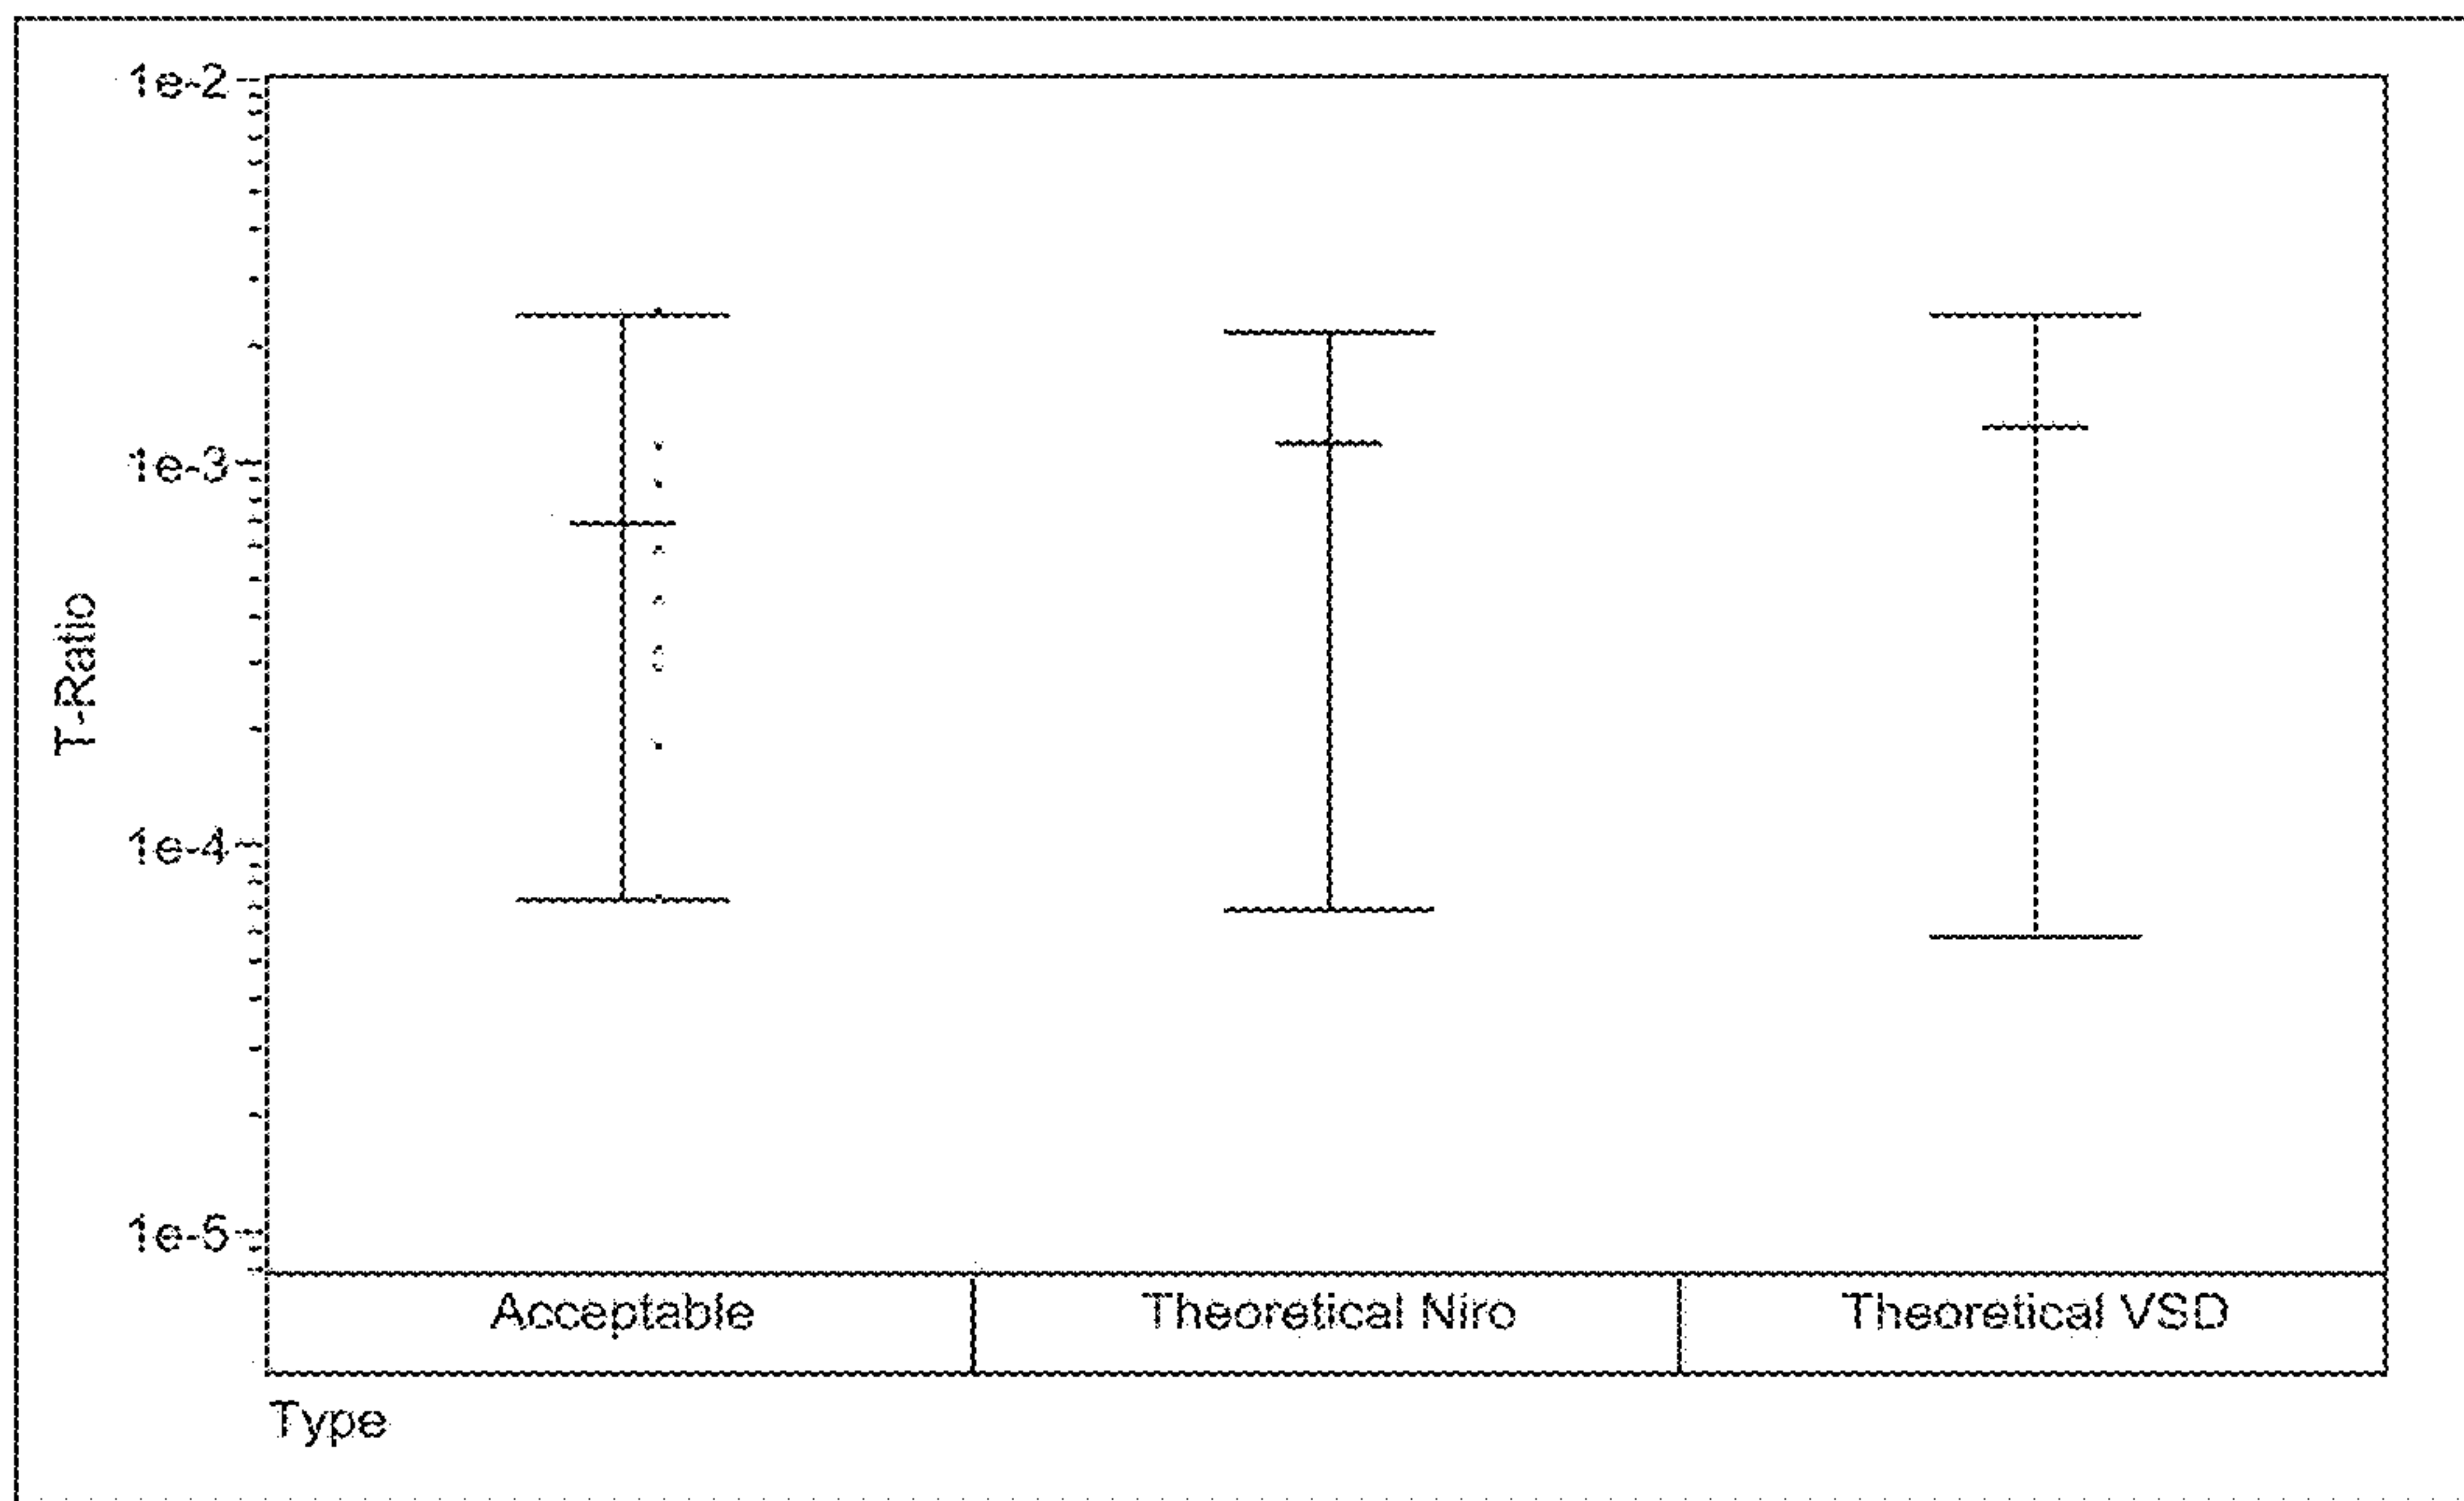 1e-2
1e-3
1e-4
1e-5
T-Ratio
Acceptable
Theoretical Niro
Theoretical VSD
Type